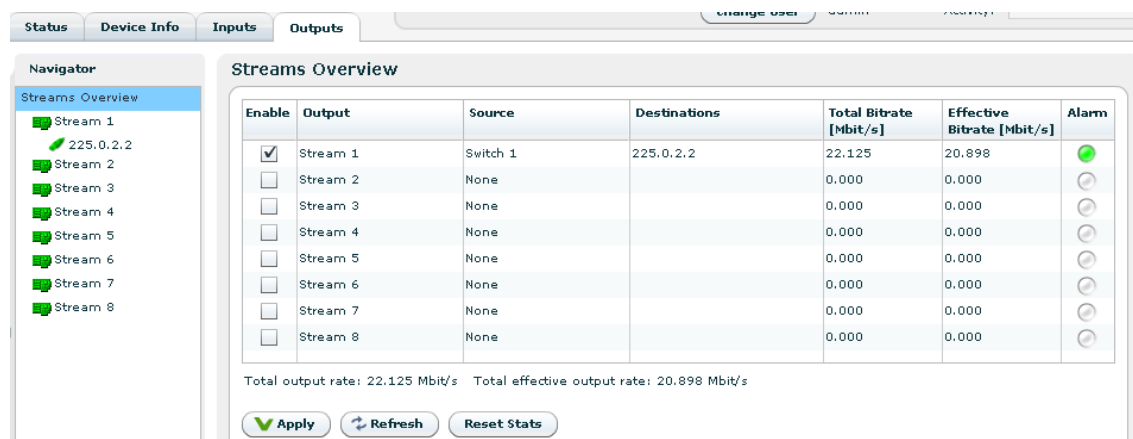 Status Device Info Inputs Outputs
change user admin Activity:
Navigator
Streams Overview
Stream 1
225.0.2.2
Stream 2
Stream 3
Stream 4
Stream 5
Stream 6
Stream 7
Stream 8
Streams Overview
Enable Output Source Destinations Total Bitrate [Mbit/s] Effective Bitrate [Mbit/s] Alarm
Stream 1 Switch 1 225.0.2.2 22.125 20.898
Stream 2 None 0.000 0.000
Stream 3 None 0.000 0.000
Stream 4 None 0.000 0.000
Stream 5 None 0.000 0.000
Stream 6 None 0.000 0.000
Stream 7 None 0.000 0.000
Stream 8 None 0.000 0.000
Total output rate: 22.125 Mbit/s Total effective output rate: 20.898 Mbit/s
Apply Refresh Reset Stats